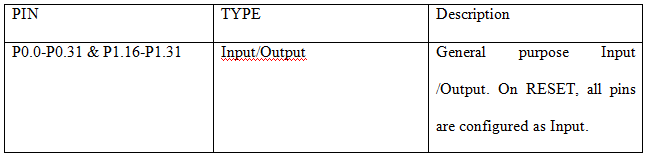 PIN TYPE Description
P0.0-P0.31 & P1.16-P1.31 Input/Output General purpose Input
/Output. On RESET, all pins
are configured as Input.